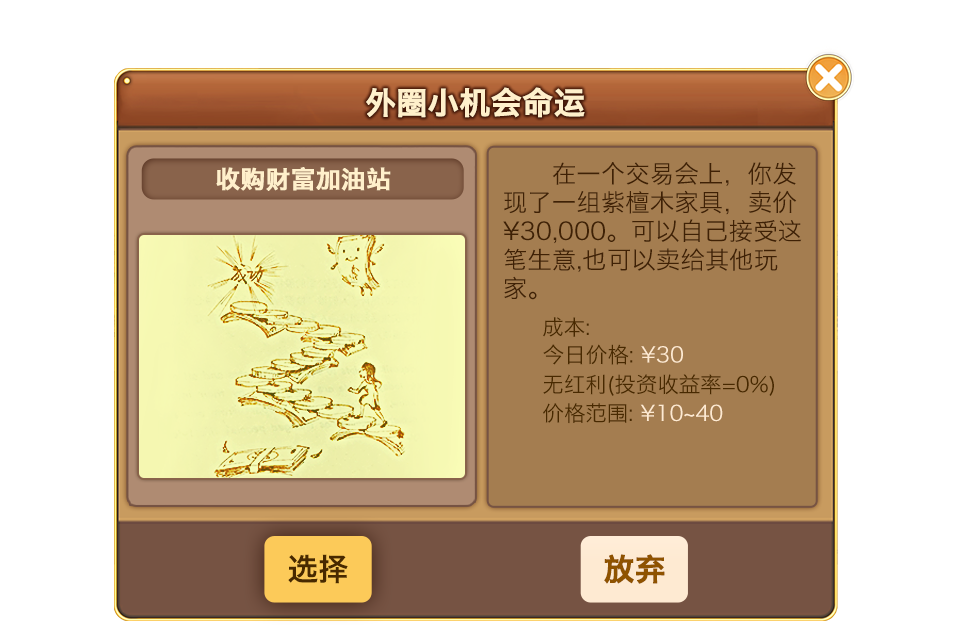 外圈小机会命运
收购财富加油站
成功
在一个交易会上，你发
现了一组紫檀木家具，卖价
¥30,000。可以自己接受这
笔生意,也可以卖给其他玩
家。
成本:
今日价格: ¥30
无红利(投资收益率=0%)
价格范围: ¥10~40
选择
放弃